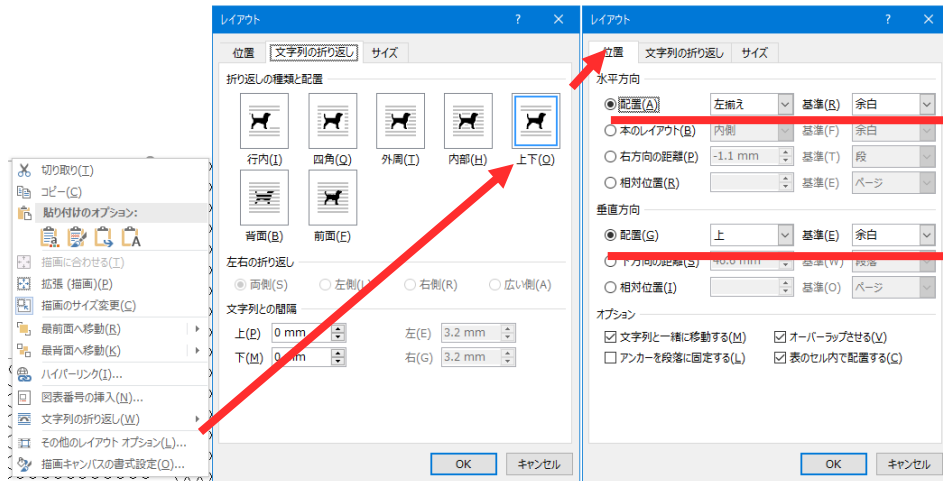 切り取り(T)
コピー(C)
貼り付けのオプション:
描画に合わせる(T)
拡張 (描画)(P)
描画のサイズ変更(C)
最前面へ移動(R)
最背面へ移動(K)
ハイパーリンク(I)...
図表番号の挿入(N)...
文字列の折り返し(W)
その他のレイアウト オプション(L)...
描画キャンバスの書式設定(O)...
レイアウト
位置 文字列の折り返し サイズ
折り返しの種類と配置
行内(I) 四角(Q) 外周(T) 内部(H) 上下(O)
背面(B) 前面(F)
左右の折り返し
両側(S) 左側(L) 右側(R) 広い側(A)
文字列との間隔
上(P) 0 mm 左(E) 3.2 mm
下(M) 0 mm 右(G) 3.2 mm
OK キャンセル
レイアウト
位置 文字列の折り返し サイズ
水平方向
配置(A) 左揃え 基準(R) 余白
本のレイアウト(B) 内側 基準(F) 余白
右方向の距離(P) -1.1 mm 基準(T) 段
相対位置(R) 基準(E) ページ
垂直方向
配置(G) 上 基準(E) 余白
下方向の距離(S) 基準(W) 段落
相対位置(I) 基準(O) ページ
オプション
文字列と一緒に移動する(M) オーバーラップさせる(V)
アンカーを段落に固定する(L) 表のセル内で配置する(C)
OK キャンセル